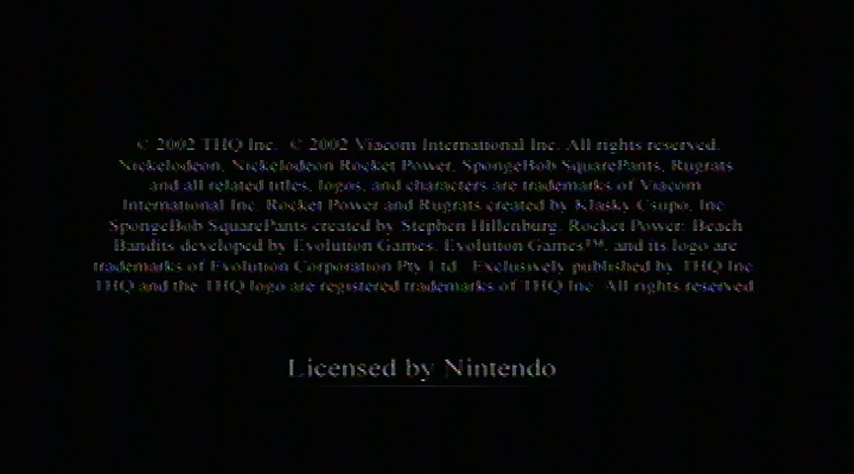 © 2002 THQ Inc. © 2002 Viacom International Inc. All rights reserved.
Nickelodeon, Nickelodeon Rocket Power, SpongeBob SquarePants, Rugrats
and all related titles, logos, and characters are trademarks of Viacom
International Inc. Rocket Power and Rugrats created by Klasky Csupo, Inc.
SpongeBob SquarePants created by Stephen Hillenburg. Rocket Power: Beach
Bandits developed by Evolution Games. Evolution Games™, and its logo are
trademarks of Evolution Corporation Pty Ltd. Exclusively published by THQ Inc.
THQ and the THQ logo are registered trademarks of THQ Inc. All rights reserved.
Licensed by Nintendo